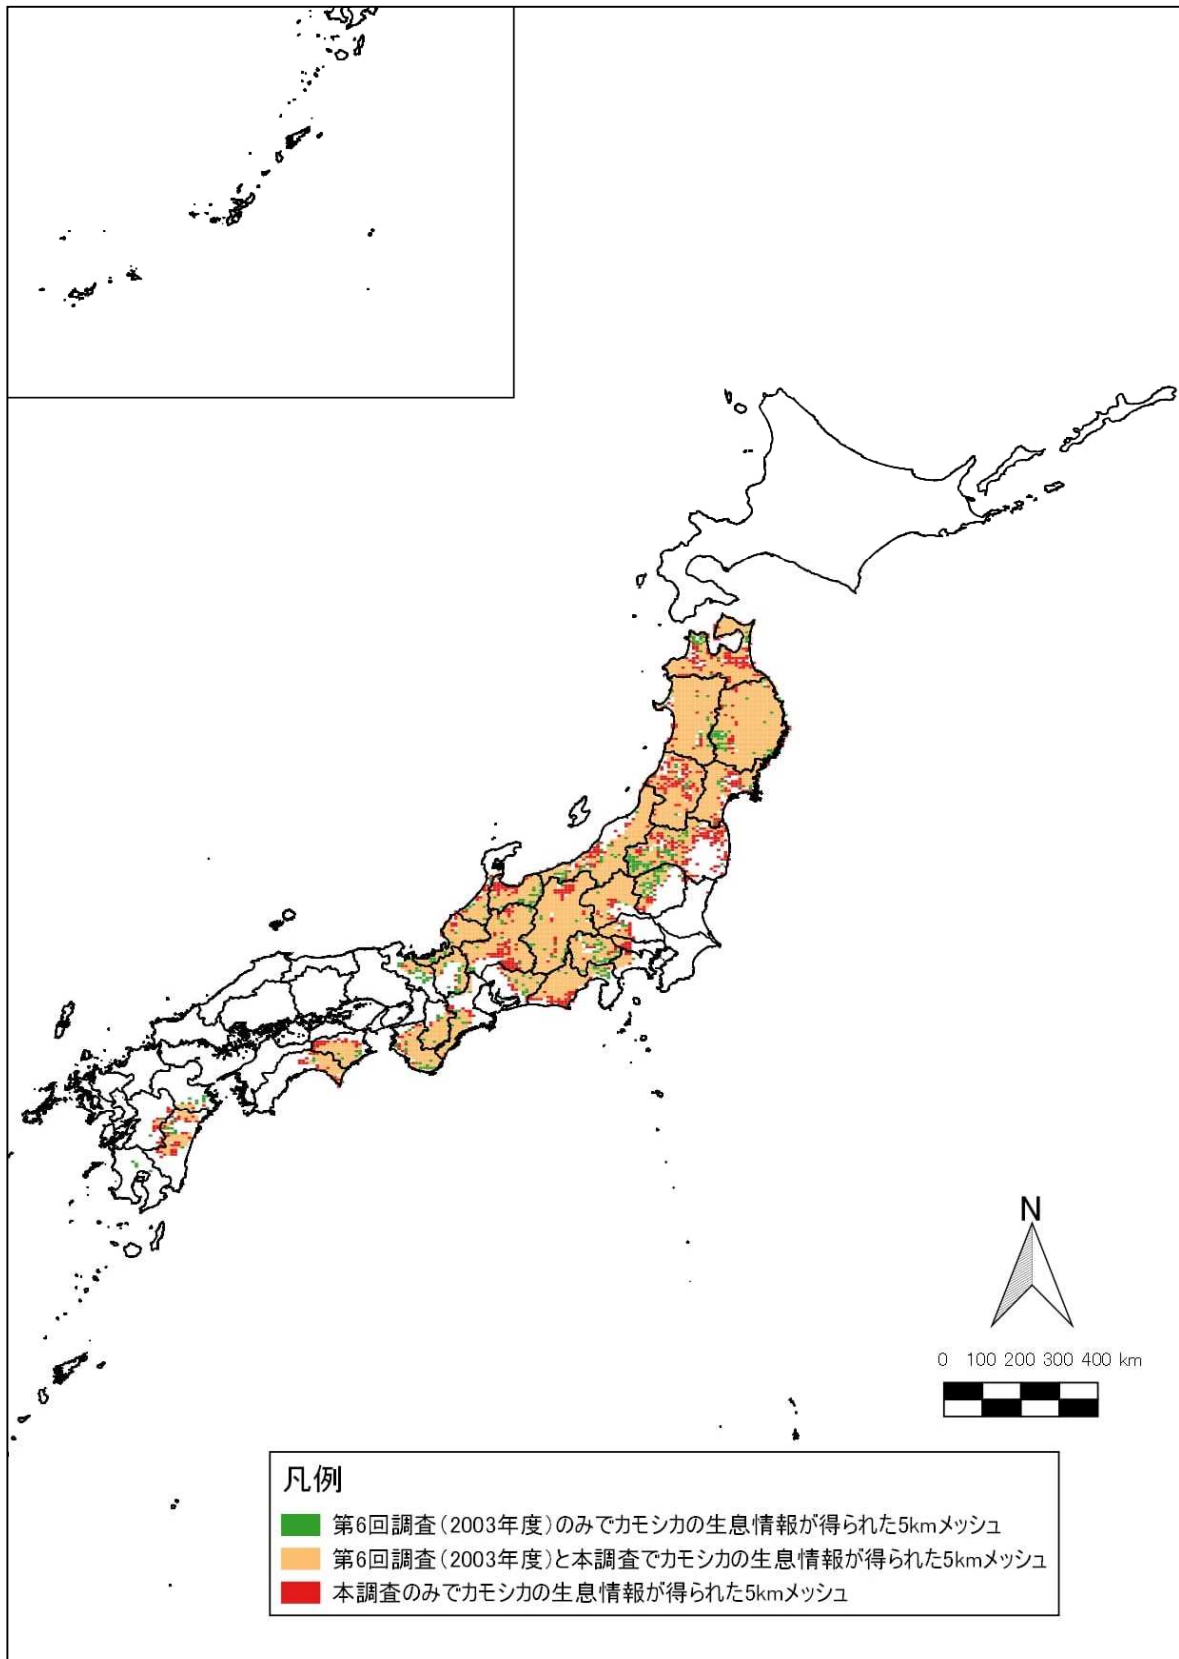 N
0 100 200 300 400 km
凡例
第6回調査(2003年度)のみでカモシカの生息情報が得られた5kmメッシュ
第6回調査(2003年度)と本調査でカモシカの生息情報が得られた5kmメッシュ
本調査のみでカモシカの生息情報が得られた5kmメッシュ